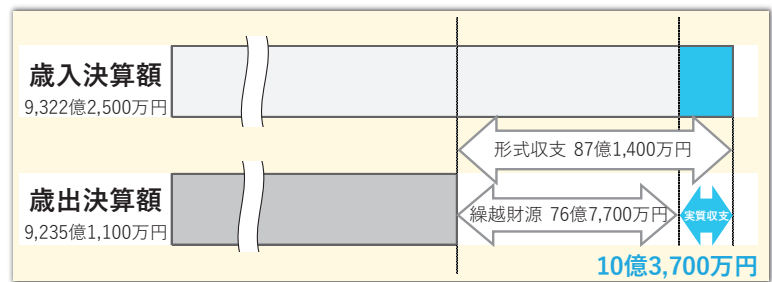 歳入決算額
9,322億2,500万円
形式収支 87億1,400万円
歳出決算額
9,235億1,100万円
繰越財源 76億7,700万円
実質収支
10億3,700万円